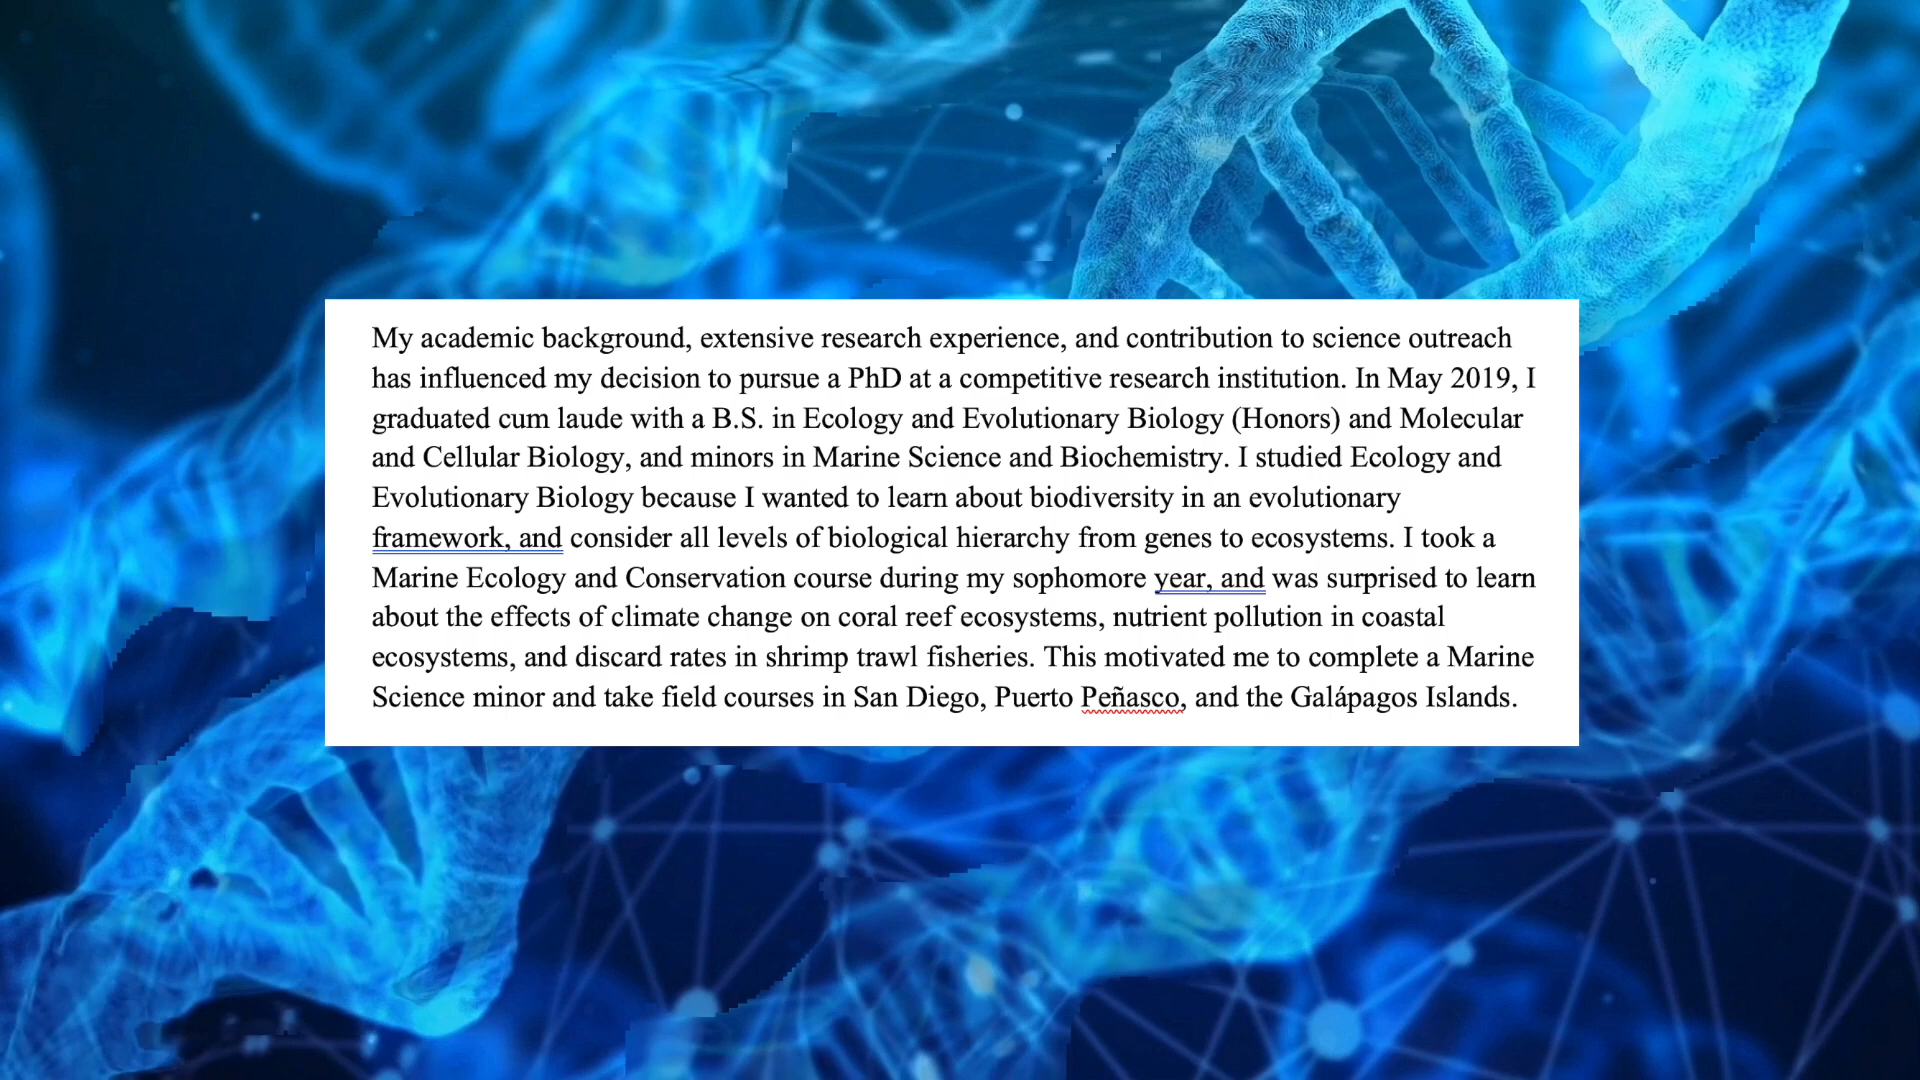 My academic background, extensive research experience, and contribution to science outreach
has influenced my decision to pursue a PhD at a competitive research institution. In May 2019, I
graduated cum laude with a B.S. in Ecology and Evolutionary Biology (Honors) and Molecular
and Cellular Biology, and minors in Marine Science and Biochemistry. I studied Ecology and
Evolutionary Biology because I wanted to learn about biodiversity in an evolutionary
framework, and consider all levels of biological hierarchy from genes to ecosystems. I took a
Marine Ecology and Conservation course during my sophomore year, and was surprised to learn
about the effects of climate change on coral reef ecosystems, nutrient pollution in coastal
ecosystems, and discard rates in shrimp trawl fisheries. This motivated me to complete a Marine
Science minor and take field courses in San Diego, Puerto Peñasco, and the Galápagos Islands.